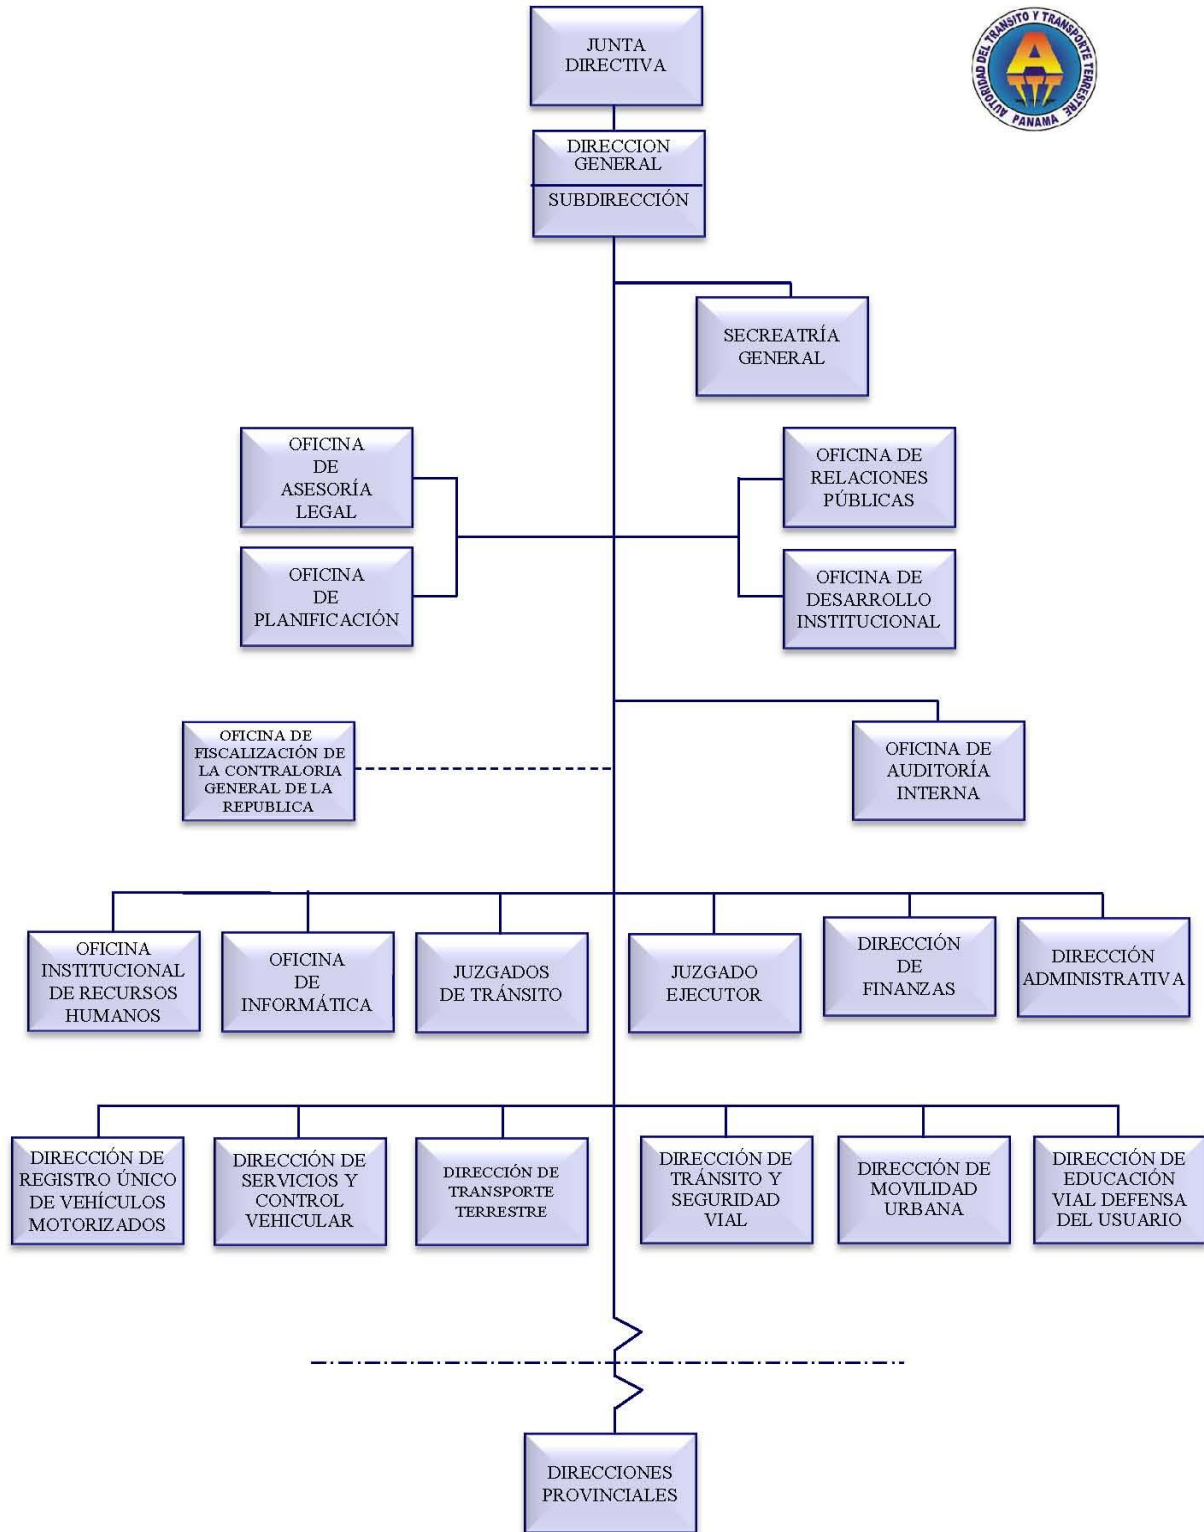 JUNTA
DIRECTIVA
AUTORIDAD DEL TRANSITO Y TRANSPORTE TERRESTRE
PANAMA
A
TTT
DIRECCION
GENERAL
SUBDIRECCIÓN
SECREATRÍA
GENERAL
OFICINA
DE
ASESORÍA
LEGAL
OFICINA DE
RELACIONES
PÚBLICAS
OFICINA
DE
PLANIFICACIÓN
OFICINA DE
DESARROLLO
INSTITUCIONAL
OFICINA DE
FISCALIZACIÓN DE
LA CONTRALORIA
GENERAL DE LA
REPUBLICA
OFICINA DE
AUDITORÍA
INTERNA
OFICINA
INSTITUCIONAL
DE RECURSOS
HUMANOS
OFICINA
DE
INFORMÁTICA
JUZGADOS
DE TRÁNSITO
JUZGADO
EJECUTOR
DIRECCIÓN
DE
FINANZAS
DIRECCIÓN
ADMINISTRATIVA
DIRECCIÓN DE
REGISTRO ÚNICO
DE VEHÍCULOS
MOTORIZADOS
DIRECCIÓN DE
SERVICIOS Y
CONTROL
VEHICULAR
DIRECCIÓN DE
TRANSPORTE
TERRESTRE
DIRECCIÓN DE
TRÁNSITO Y
SEGURIDAD
VIAL
DIRECCIÓN DE
MOVILIDAD
URBANA
DIRECCIÓN DE
EDUCACIÓN
VIAL DEFENSA
DEL USUARIO
DIRECCIONES
PROVINCIALES